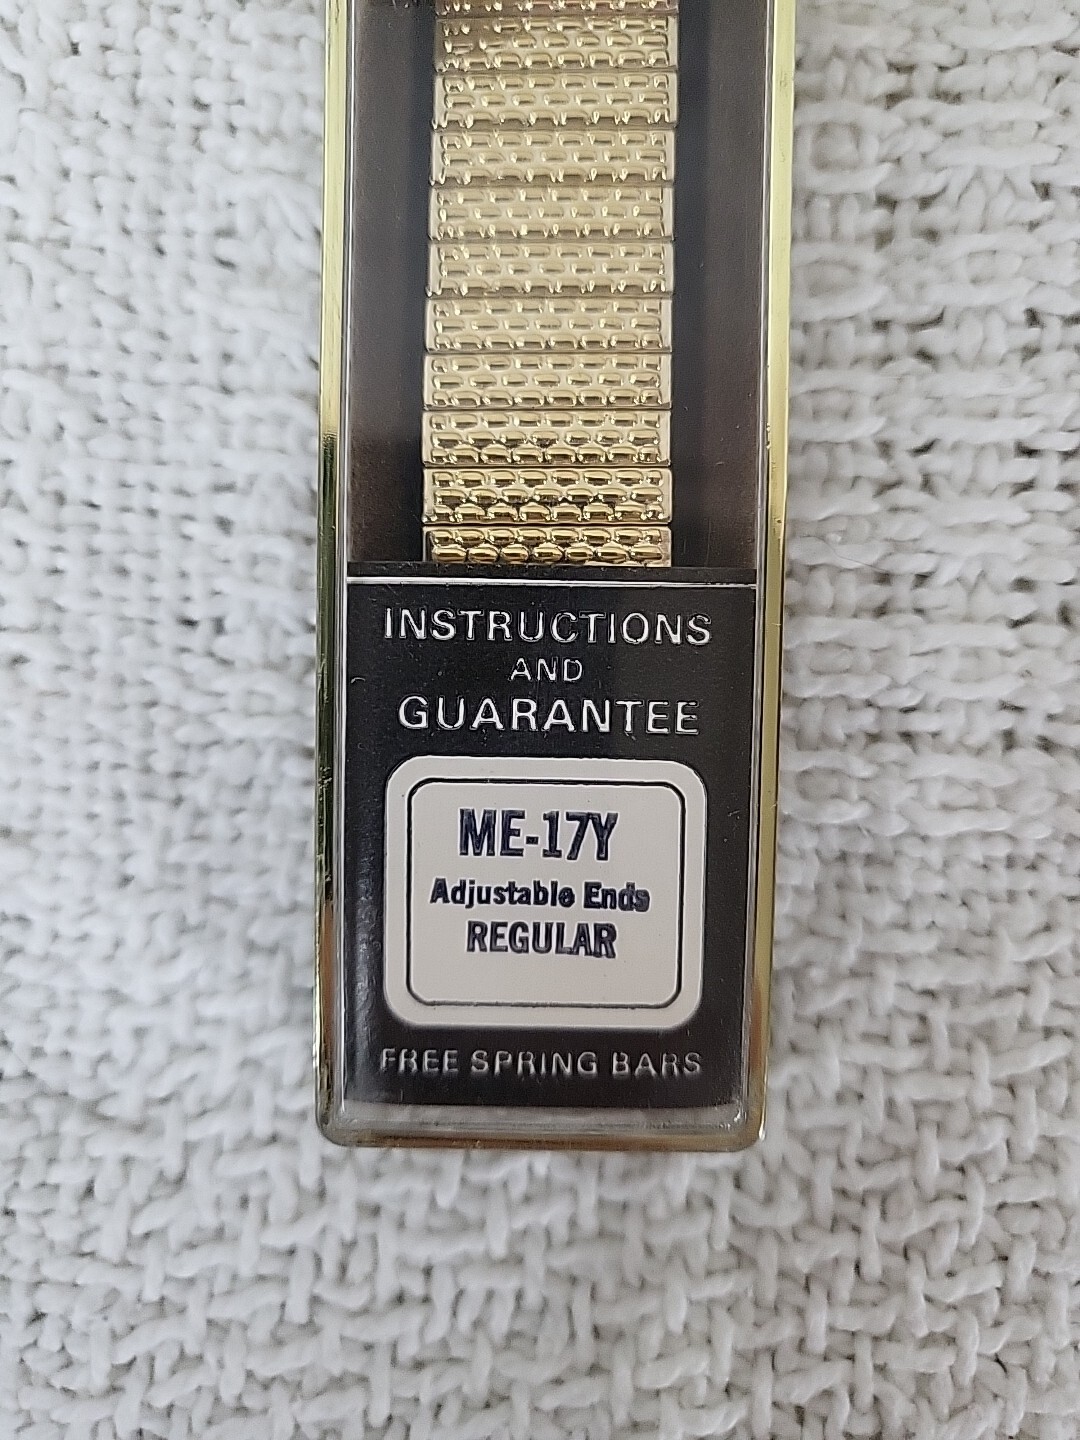 INSTRUCTIONS
AND
GUARANTEE
ME-17Y
Adjustable Ends
REGULAR
FREE SPRING BARS